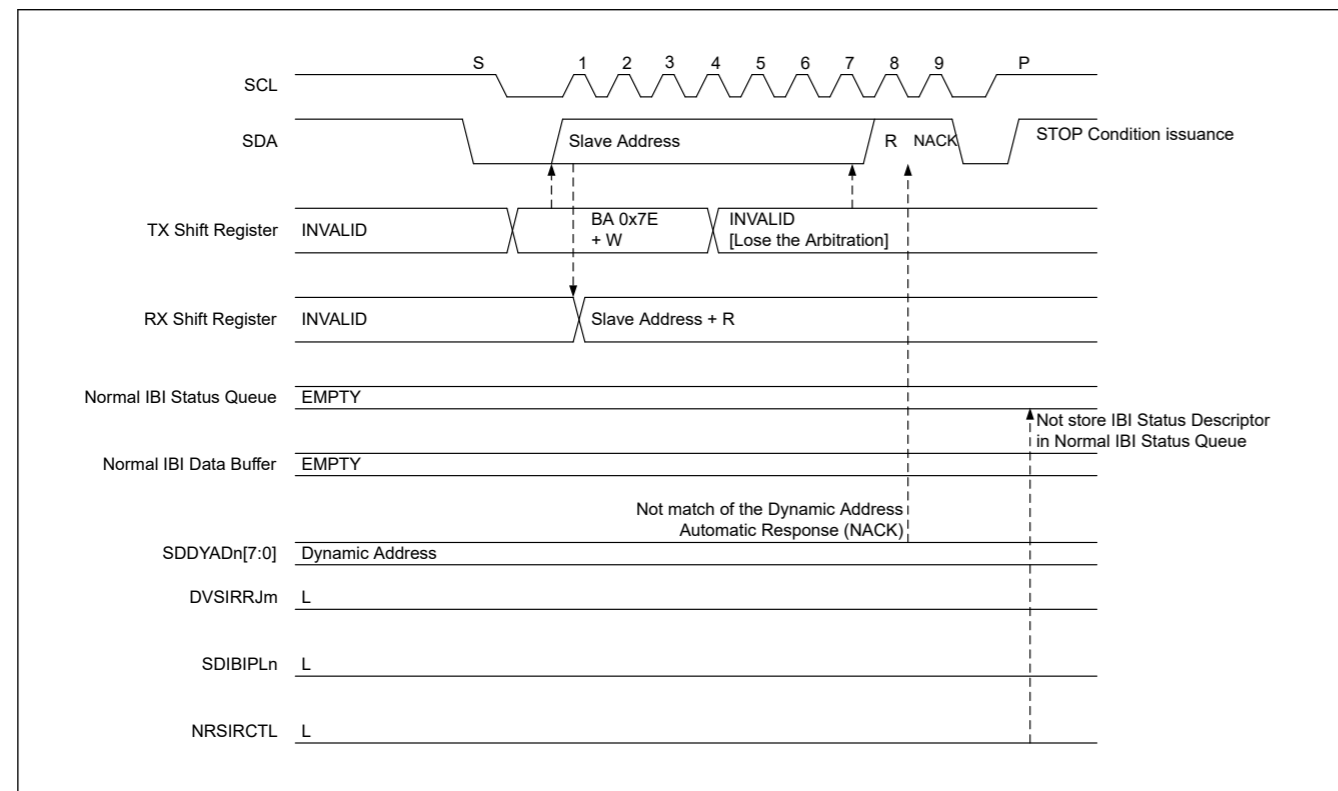 S 1 2 3 4 5 6 7 8 9 P
SCL
SDA Slave Address R NACK STOP Condition issuance
TX Shift Register INVALID BA 0x7E INVALID
+ W [Lose the Arbitration]
RX Shift Register INVALID Slave Address + R
Normal IBI Status Queue EMPTY
Not store IBI Status Descriptor
in Normal IBI Status Queue
Normal IBI Data Buffer EMPTY
Not match of the Dynamic Address
Automatic Response (NACK)
SDDYADn[7:0] Dynamic Address
DVSIRRJm L
SDIBIPLn L
NRSIRCTL L